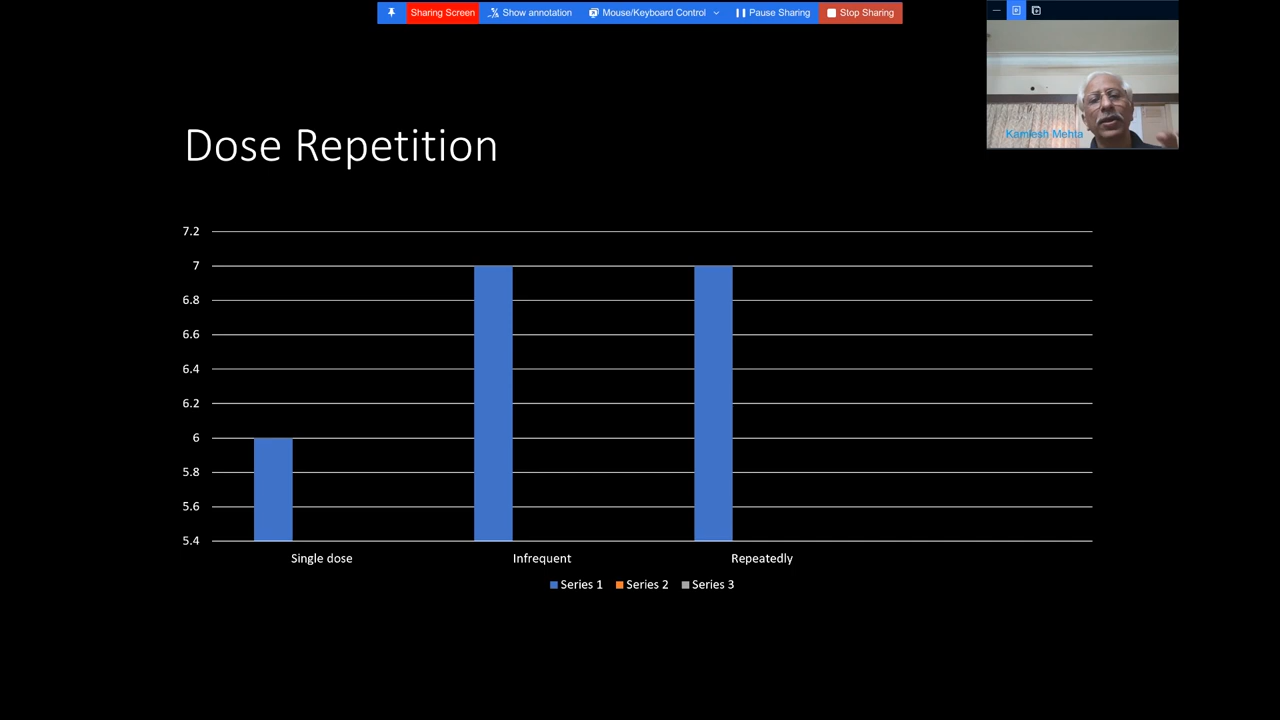 Sharing Screen Show annotation Mouse/Keyboard Control Pause Sharing Stop Sharing
Kamlesh Mehta
Dose Repetition
7.2
7
6.8
6.6
6.4
6.2
6
5.8
5.6
5.4
Single dose Infrequent Repeatedly
Series 1 Series 2 Series 3